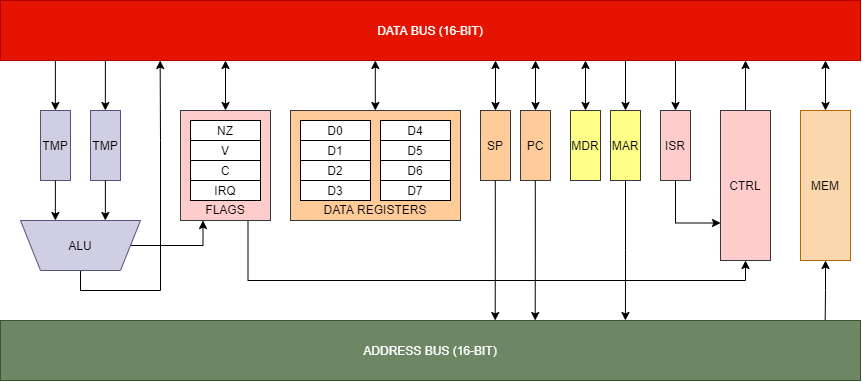 DATA BUS (16-BIT)
TMP
TMP
NZ
V
C
IRQ
FLAGS
D0
D1
D2
D3
D4
D5
D6
D7
DATA REGISTERS
SP
PC
MDR
MAR
ISR
CTRL
MEM
ALU
ADDRESS BUS (16-BIT)